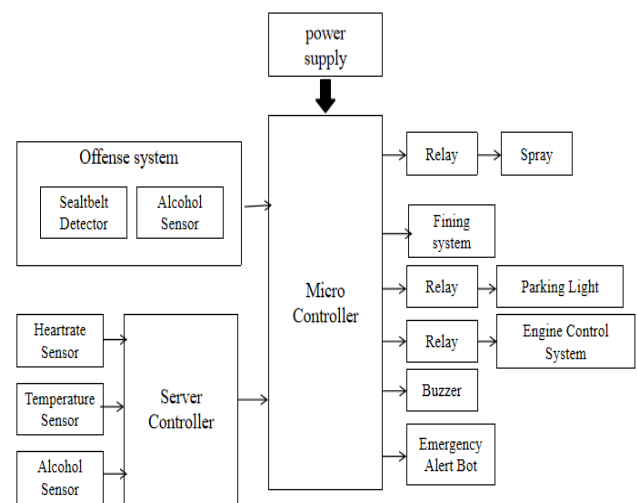 power
supply
Offense system
Sealtbelt
Detector
Alcohol
Sensor
Micro
Controller
Relay
Spray
Fining
system
Relay
Parking Light
Relay
Engine Control
System
Buzzer
Emergency
Alert Bot
Heartrate
Sensor
Temperature
Sensor
Alcohol
Sensor
Server
Controller